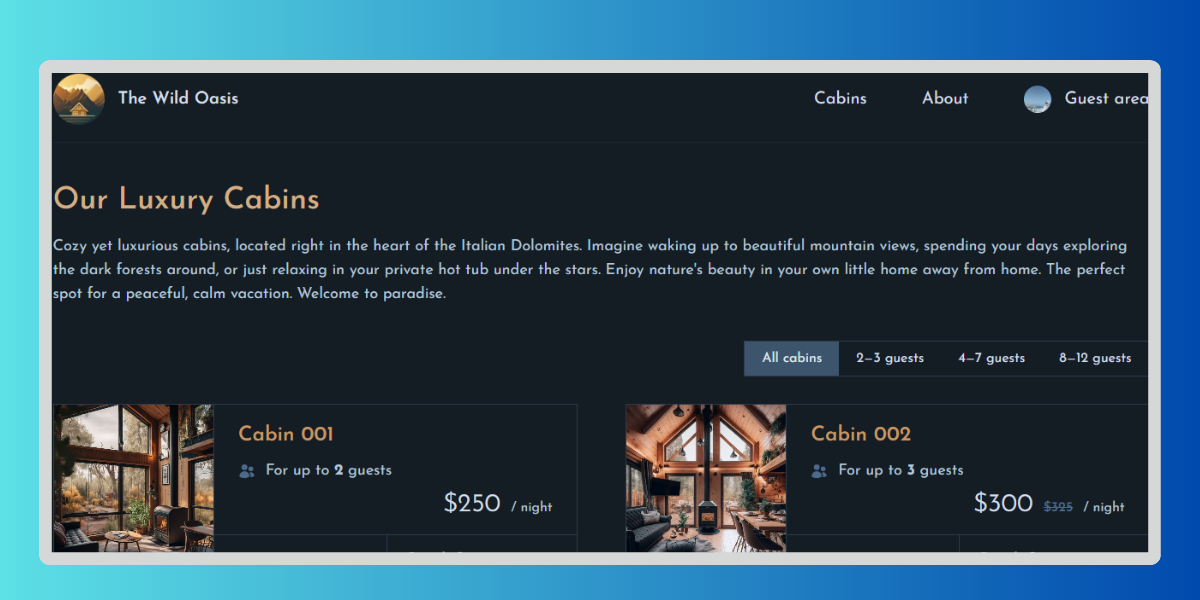 The Wild Oasis
Cabins
About
Guest area
Our Luxury Cabins
Cozy yet luxurious cabins, located right in the heart of the Italian Dolomites. Imagine waking up to beautiful mountain views, spending your days exploring
the dark forests around, or just relaxing in your private hot tub under the stars. Enjoy nature's beauty in your own little home away from home. The perfect
spot for a peaceful, calm vacation. Welcome to paradise.
All cabins
2–3 guests
4–7 guests
8–12 guests
Cabin 001
For up to 2 guests
$250 / night
Cabin 002
For up to 3 guests
$300 $325 / night